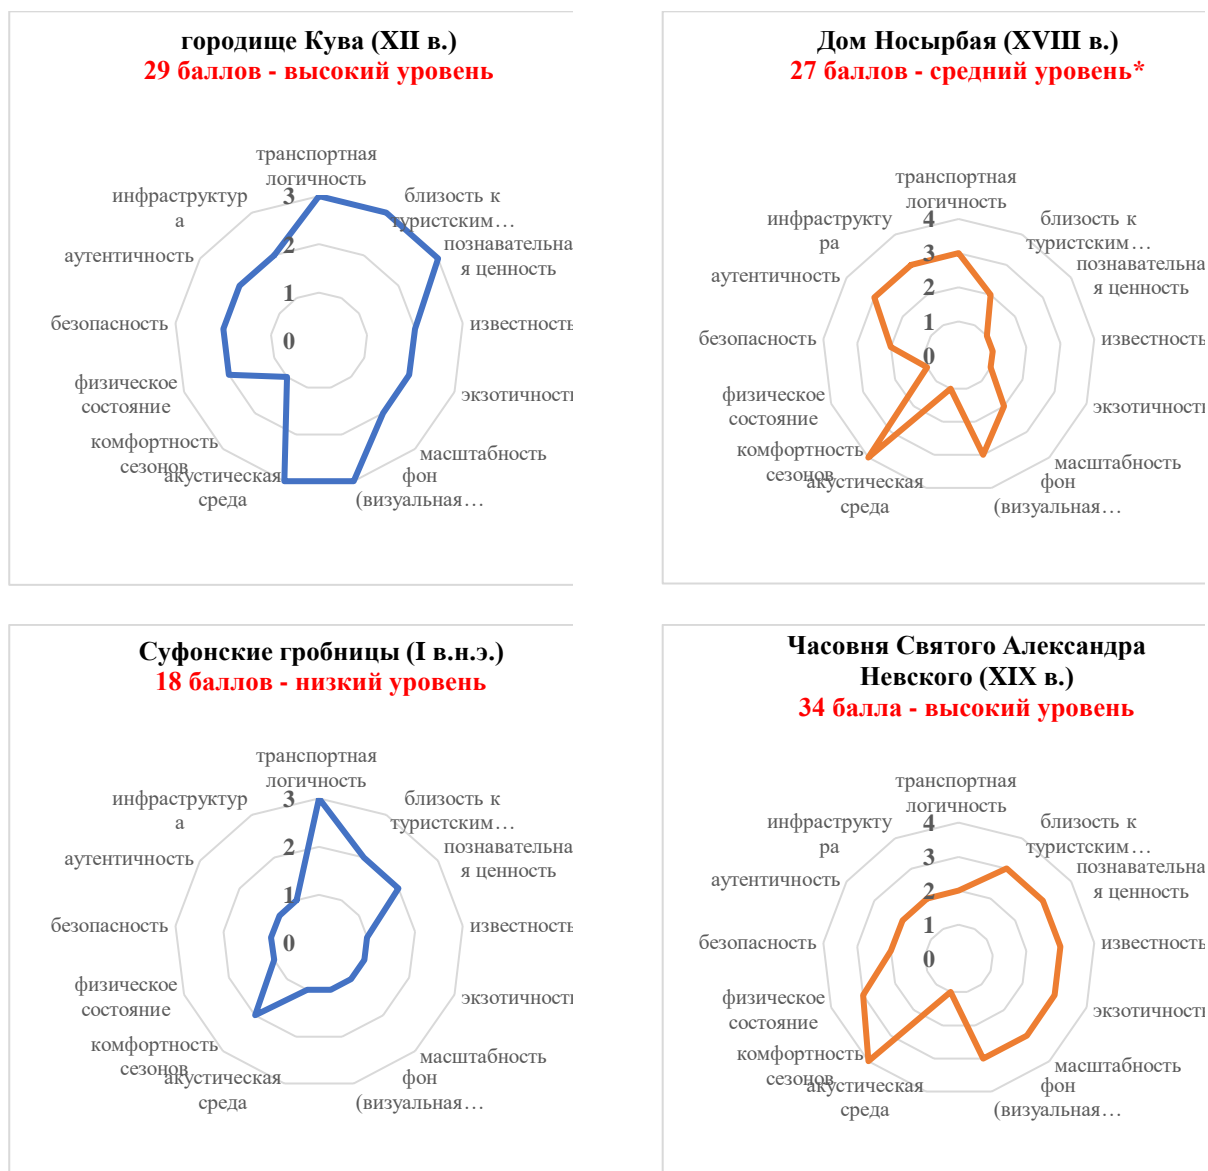 городище Кува (XII в.)
29 баллов - высокий уровень
транспортная
логичность
близость к
туристским…
познавательна
я ценность
известность
экзотичност
масштабность
фон
(визуальная…
акустическая
среда
комфортность
сезонов
физическое
состояние
безопасность
аутентичность
инфраструктур
а
3
2
1
0
Дом Носырбая (XVIII в.)
27 баллов - средний уровень*
транспортная
логичность
близость к
туристским…
познавательна
я ценность
известность
экзотичност
масштабность
фон
(визуальная…
акустическая
среда
комфортность
сезонов
физическое
состояние
безопасность
аутентичность
инфраструкту
ра
4
3
2
1
0
Суфонские гробницы (I в.н.э.)
18 баллов - низкий уровень
транспортная
логичность
близость к
туристским…
познавательна
я ценность
известность
экзотичност
масштабность
фон
(визуальная…
акустическая
среда
комфортность
сезонов
физическое
состояние
безопасность
аутентичность
инфраструктур
а
3
2
1
0
Часовня Святого Александра
Невского (XIX в.)
34 балла - высокий уровень
транспортная
логичность
близость к
туристским…
познавательна
я ценность
известность
экзотичност
масштабность
фон
(визуальная…
акустическая
среда
комфортность
сезонов
физическое
состояние
безопасность
аутентичность
инфраструкту
ра
4
3
2
1
0